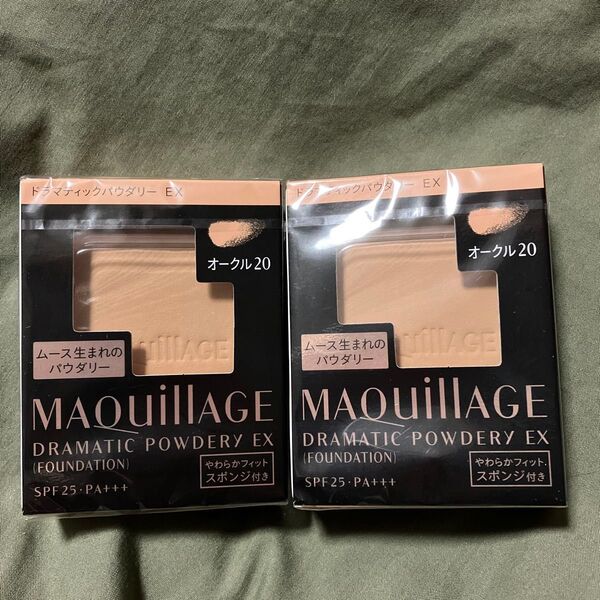 ドラマティックパウダリー EX
オークル20
ムース生まれの
パウダリー
uillAGE
MAQuillAGE
DRAMATIC POWDERY EX
(FOUNDATION)
SPF25・PA+++
やわらかフィット
スポンジ付き
ドラマティックパウダリー EX
オークル20
ムース生まれの
パウダリー
uillAGE
MAQuillAGE
DRAMATIC POWDERY EX
(FOUNDATION)
SPF25・PA+++
やわらかフィット
スポンジ付き